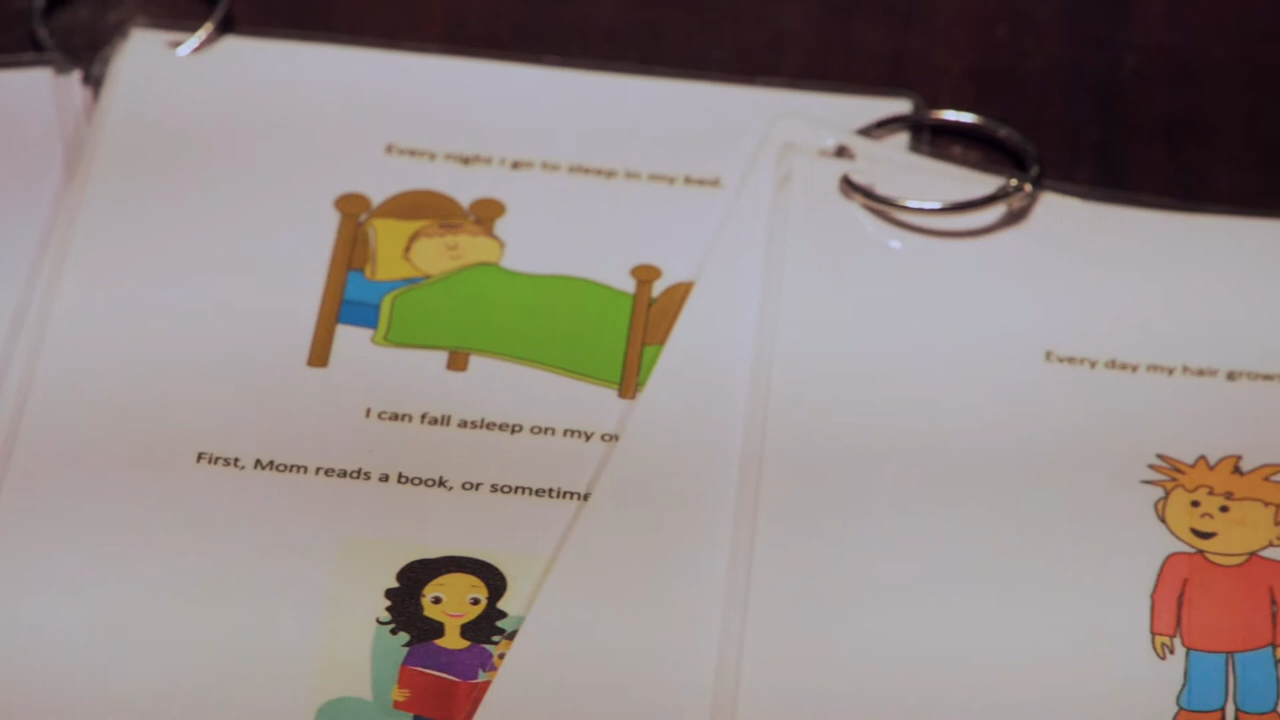 Every night I go to sleep in my bed.
I can fall asleep on my
First, Mom reads a book, or sometime
Every day my hair grow